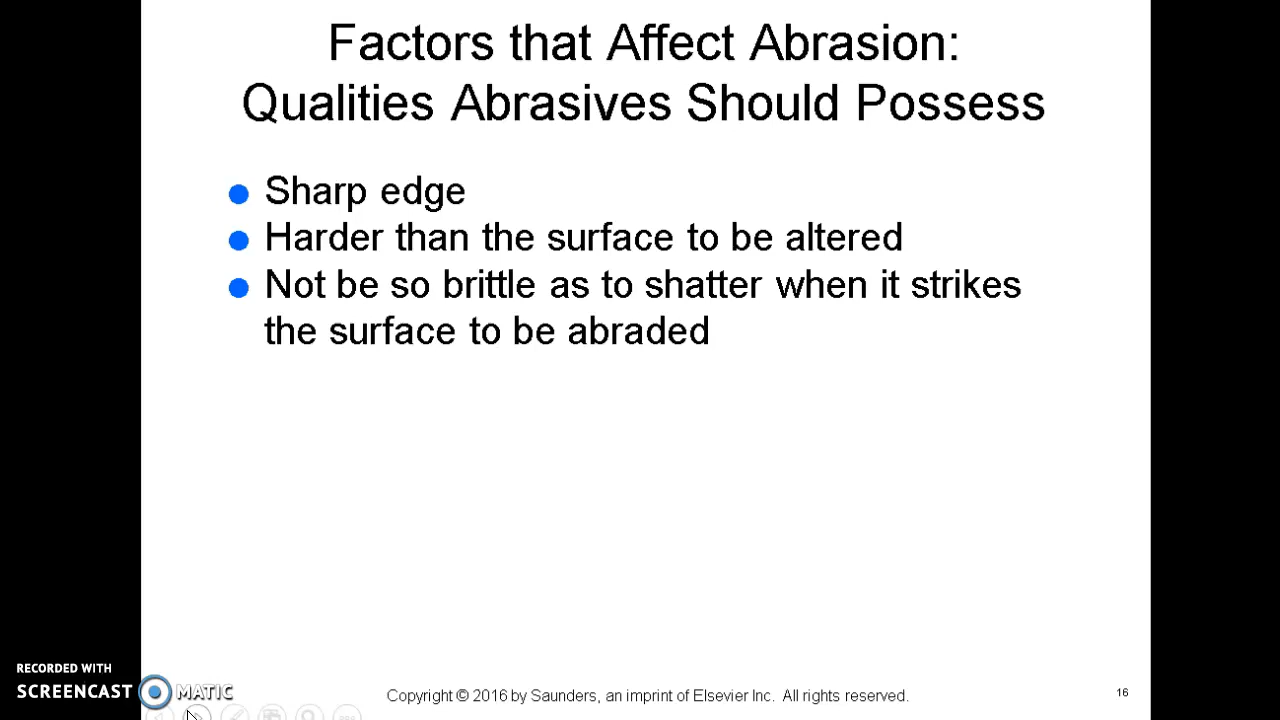 Factors that Affect Abrasion:
Qualities Abrasives Should Possess
Sharp edge
Harder than the surface to be altered
Not be so brittle as to shatter when it strikes
the surface to be abraded
RECORDED WITH
SCREENCAST MATIC
Copyright © 2016 by Saunders, an imprint of Elsevier Inc. All rights reserved.
16